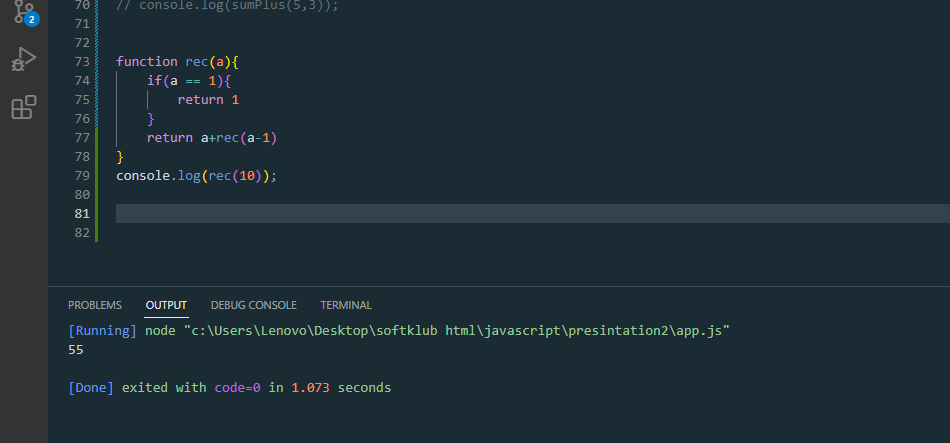 2
70 // console.log(sumPlus(5,3));
71
72
73 function rec(a){
74     if(a == 1){
75         return 1
76     }
77     return a+rec(a-1)
78 }
79 console.log(rec(10));
80
81
82
PROBLEMS OUTPUT DEBUG CONSOLE TERMINAL
[Running] node "c:\Users\Lenovo\Desktop\softklub html\javascript\presintation2\app.js"
55
[Done] exited with code=0 in 1.073 seconds